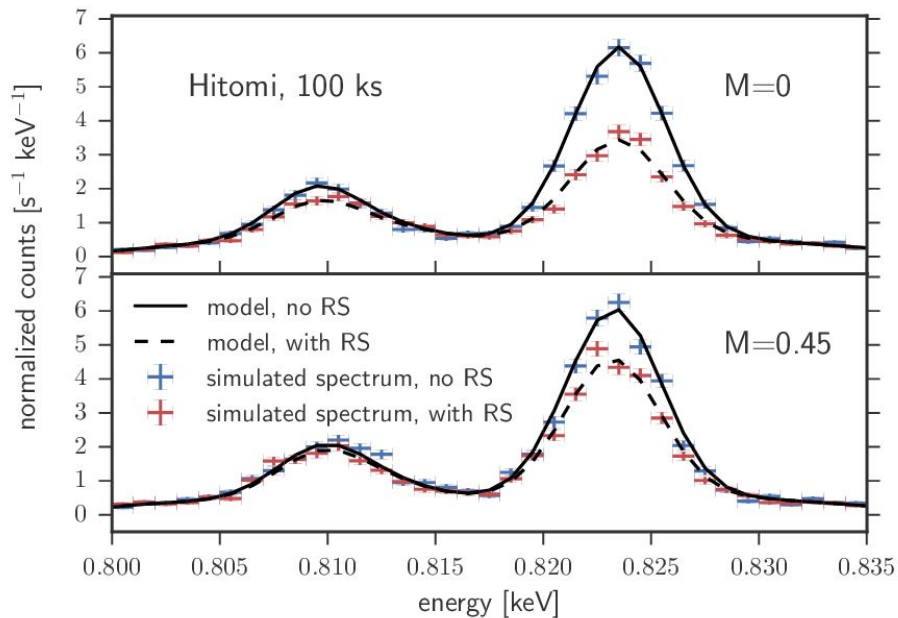 7
6
5
4
3
2
1
0
Hitomi, 100 ks
M=0
7
6
5
4
3
2
1
0
model, no RS
model, with RS
simulated spectrum, no RS
simulated spectrum, with RS
M=0.45
normalized counts [s⁻¹ keV⁻¹]
0.800 0.805 0.810 0.815 0.820 0.825 0.830 0.835
energy [keV]